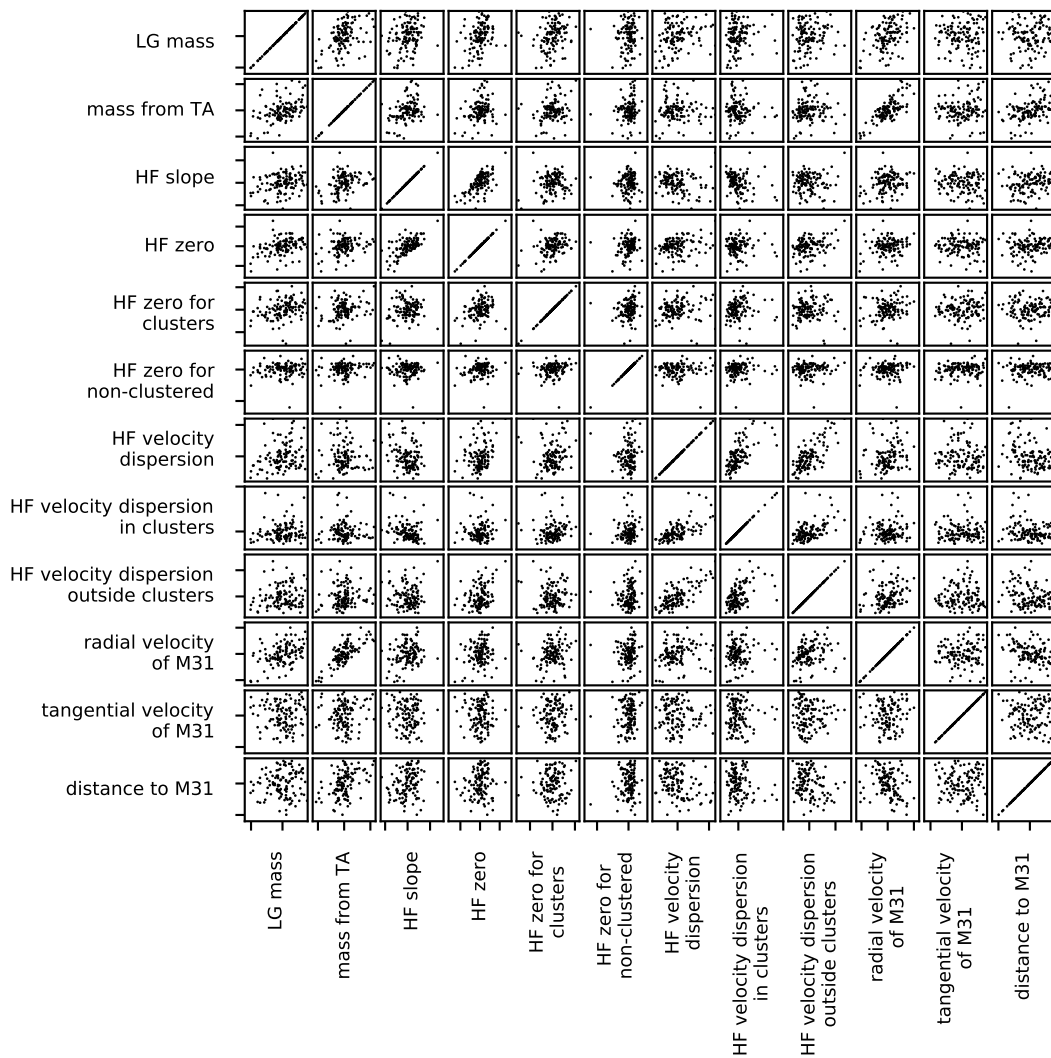 LG mass
mass from TA
HF slope
HF zero
HF zero for
clusters
HF zero for
non-clustered
HF velocity
dispersion
HF velocity dispersion
in clusters
HF velocity dispersion
outside clusters
radial velocity
of M31
tangential velocity
of M31
distance to M31
LG mass
mass from TA
HF slope
HF zero
HF zero for
clusters
HF zero for
non-clustered
HF velocity
dispersion
HF velocity dispersion
in clusters
HF velocity dispersion
outside clusters
radial velocity
of M31
tangential velocity
of M31
distance to M31